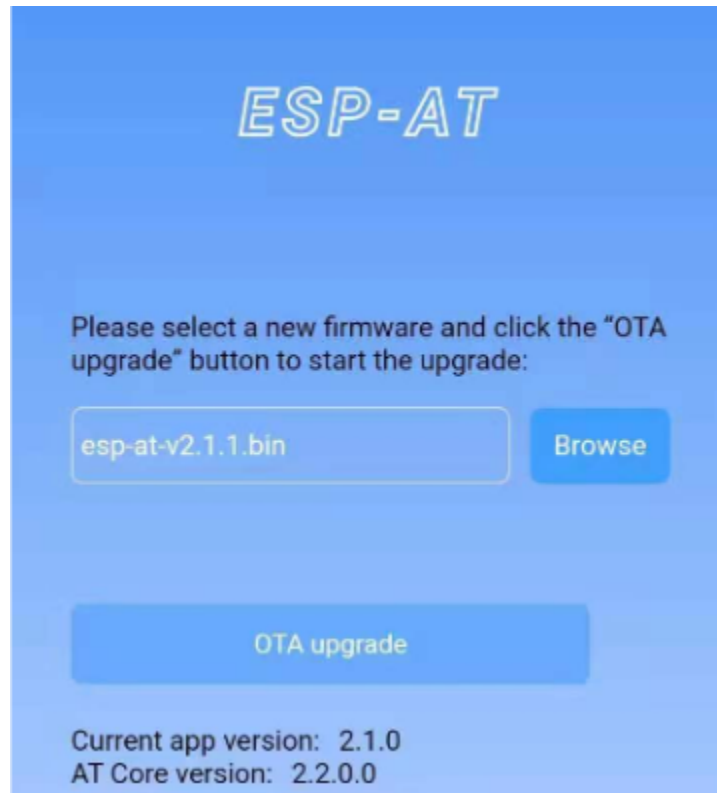 ESP-AT
Please select a new firmware and click the “OTA
upgrade” button to start the upgrade:
esp-at-v2.1.1.bin
Browse
OTA upgrade
Current app version: 2.1.0
AT Core version: 2.2.0.0